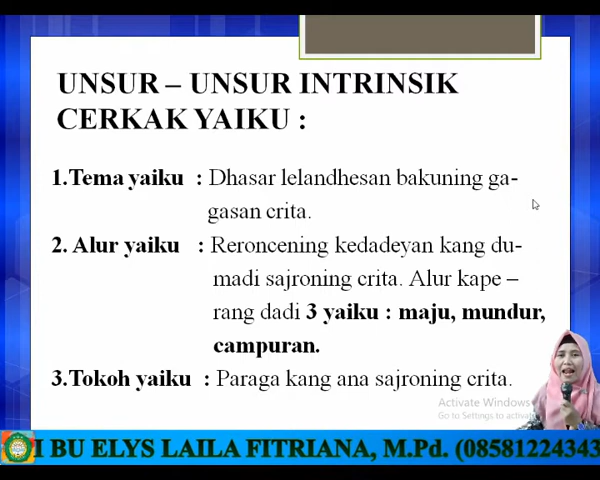 UNSUR – UNSUR INTRINSIK
CERKAK YAIKU :
1.Tema yaiku : Dhasar lelandhesan bakuning ga-
gasan crita.
2. Alur yaiku : Reroncening kedadeyan kang du-
madi sajroning crita. Alur kape –
rang dadi 3 yaiku : maju, mundur,
campuran.
3.Tokoh yaiku : Paraga kang ana sajroning crita.
Activate Windows
Go to Settings to activate
I BU ELYS LAILA FITRIANA, M.Pd. (08581224343